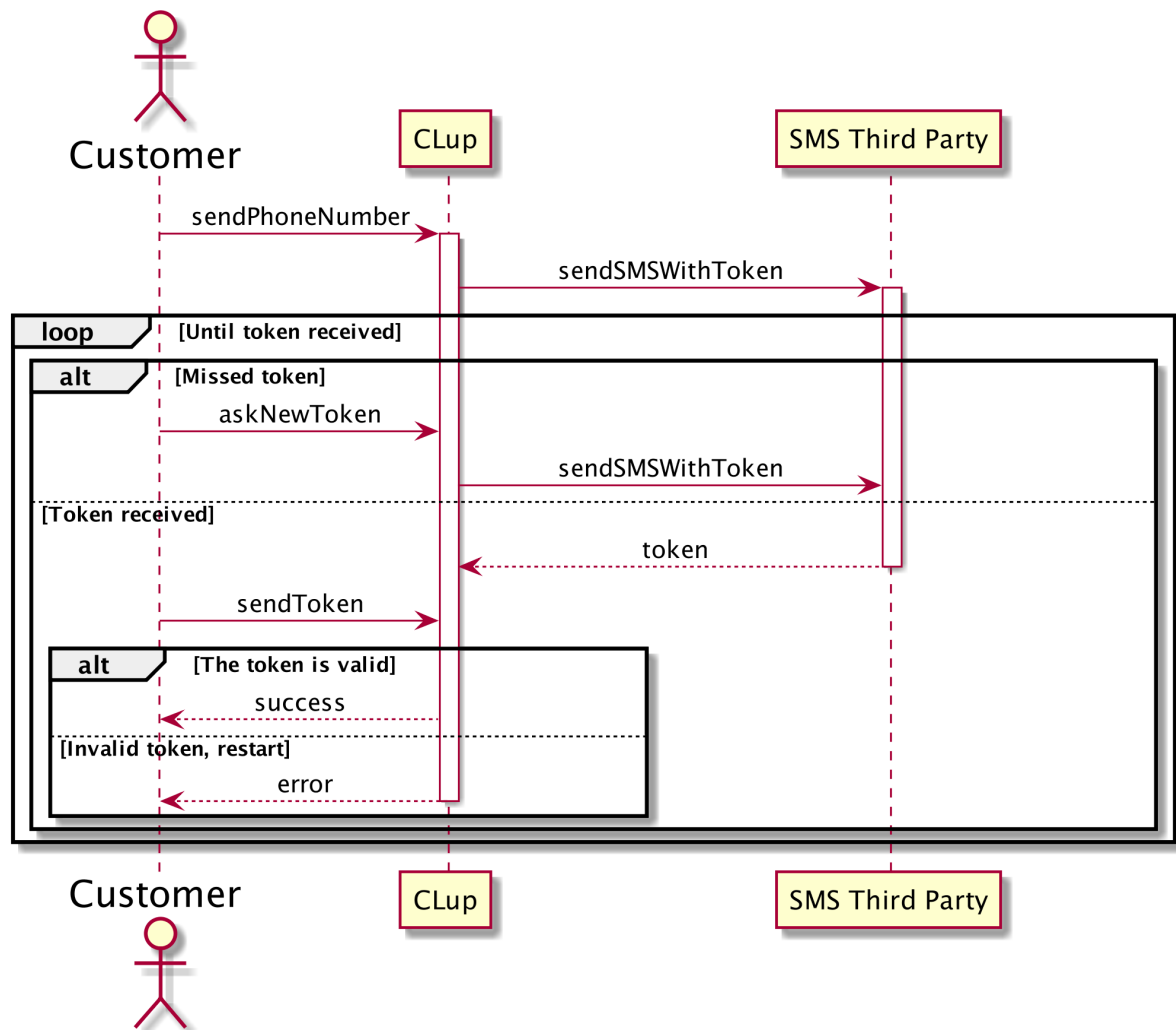 Customer
CLup
SMS Third Party
sendPhoneNumber
sendSMSWithToken
loop
[Until token received]
alt
[Missed token]
askNewToken
sendSMSWithToken
[Token received]
token
sendToken
alt
[The token is valid]
success
[Invalid token, restart]
error
Customer
CLup
SMS Third Party